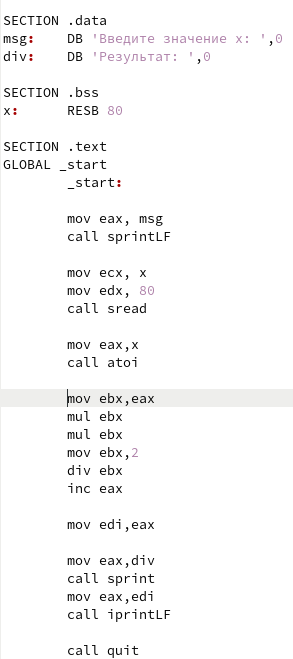 SECTION .data
msg: DB 'Введите значение x: ',0
div: DB 'Результат: ',0
SECTION .bss
x: RESB 80
SECTION .text
GLOBAL _start
_start:
mov eax, msg
call sprintLF
mov ecx, x
mov edx, 80
call sread
mov eax,x
call atoi
mov ebx,eax
mul ebx
mul ebx
mov ebx,2
div ebx
inc eax
mov edi,eax
mov eax,div
call sprint
mov eax,edi
call iprintLF
call quit